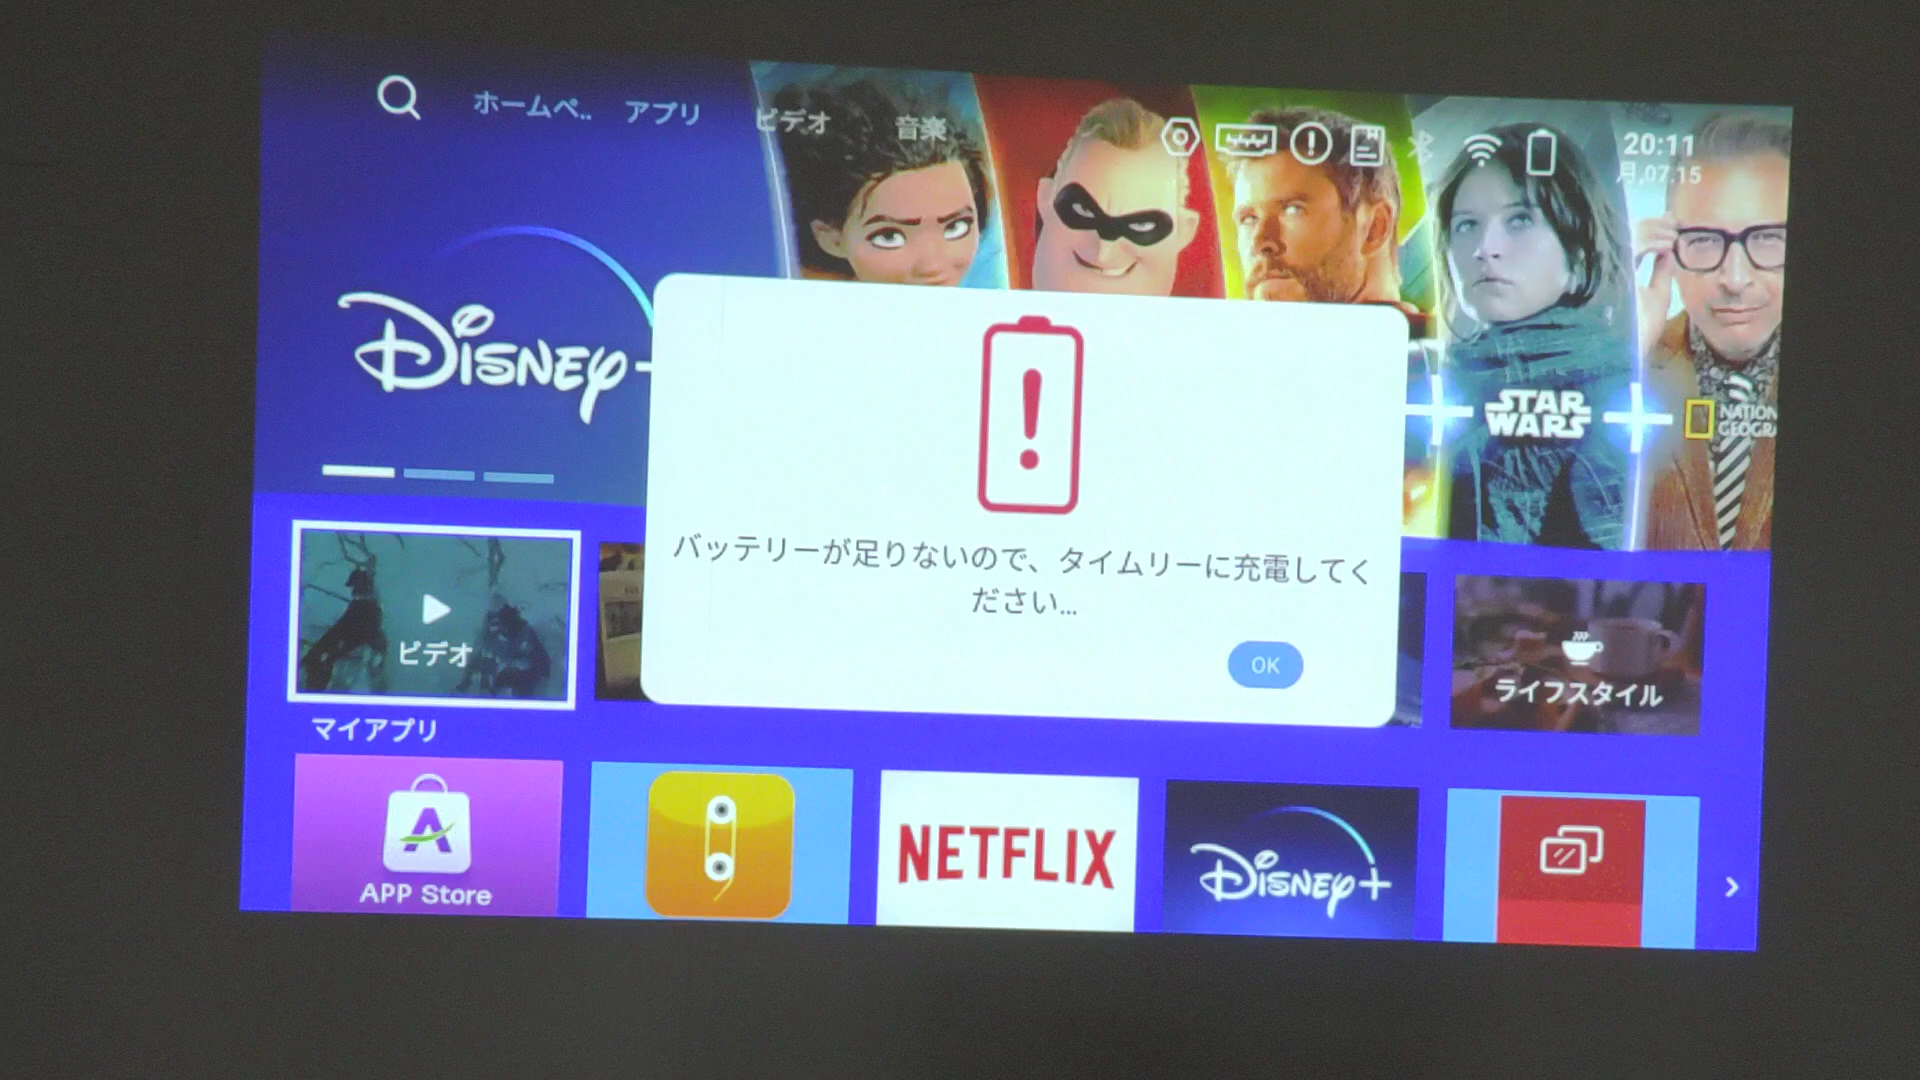 ホームペ.. アプリ ビデオ 音楽
20:11
月,07.15
Disney+
STAR
WARS
NATION
GEOGRA
バッテリーが足りないので、タイムリーに充電してく
ださい...
OK
ビデオ
ライフスタイル
マイアプリ
APP Store
NETFLIX
Disney+